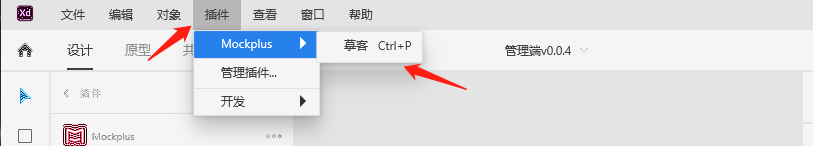 Xd 文件 编辑 对象 插件 查看 窗口 帮助
设计 原型 Mockplus 摹客 Ctrl+P 管理端v0.0.4
管理插件...
插件 开发
Mockplus